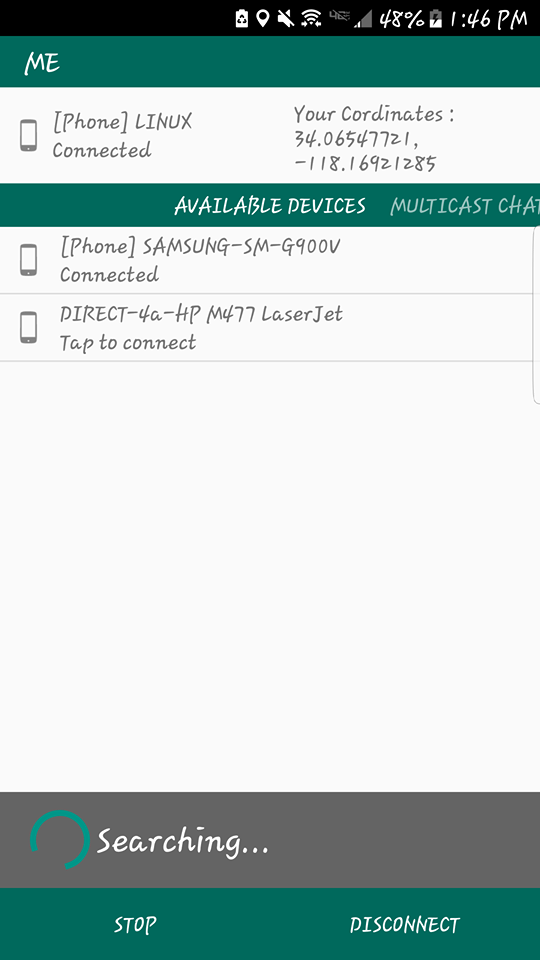 48% 1:46 PM
ME
[Phone] LINUX
Connected
Your Cordinates :
34.06547721,
-118.16921285
AVAILABLE DEVICES MULTICAST CHAT
[Phone] SAMSUNG-SM-G900V
Connected
DIRECT-4a-HP M477 LaserJet
Tap to connect
Searching...
STOP DISCONNECT